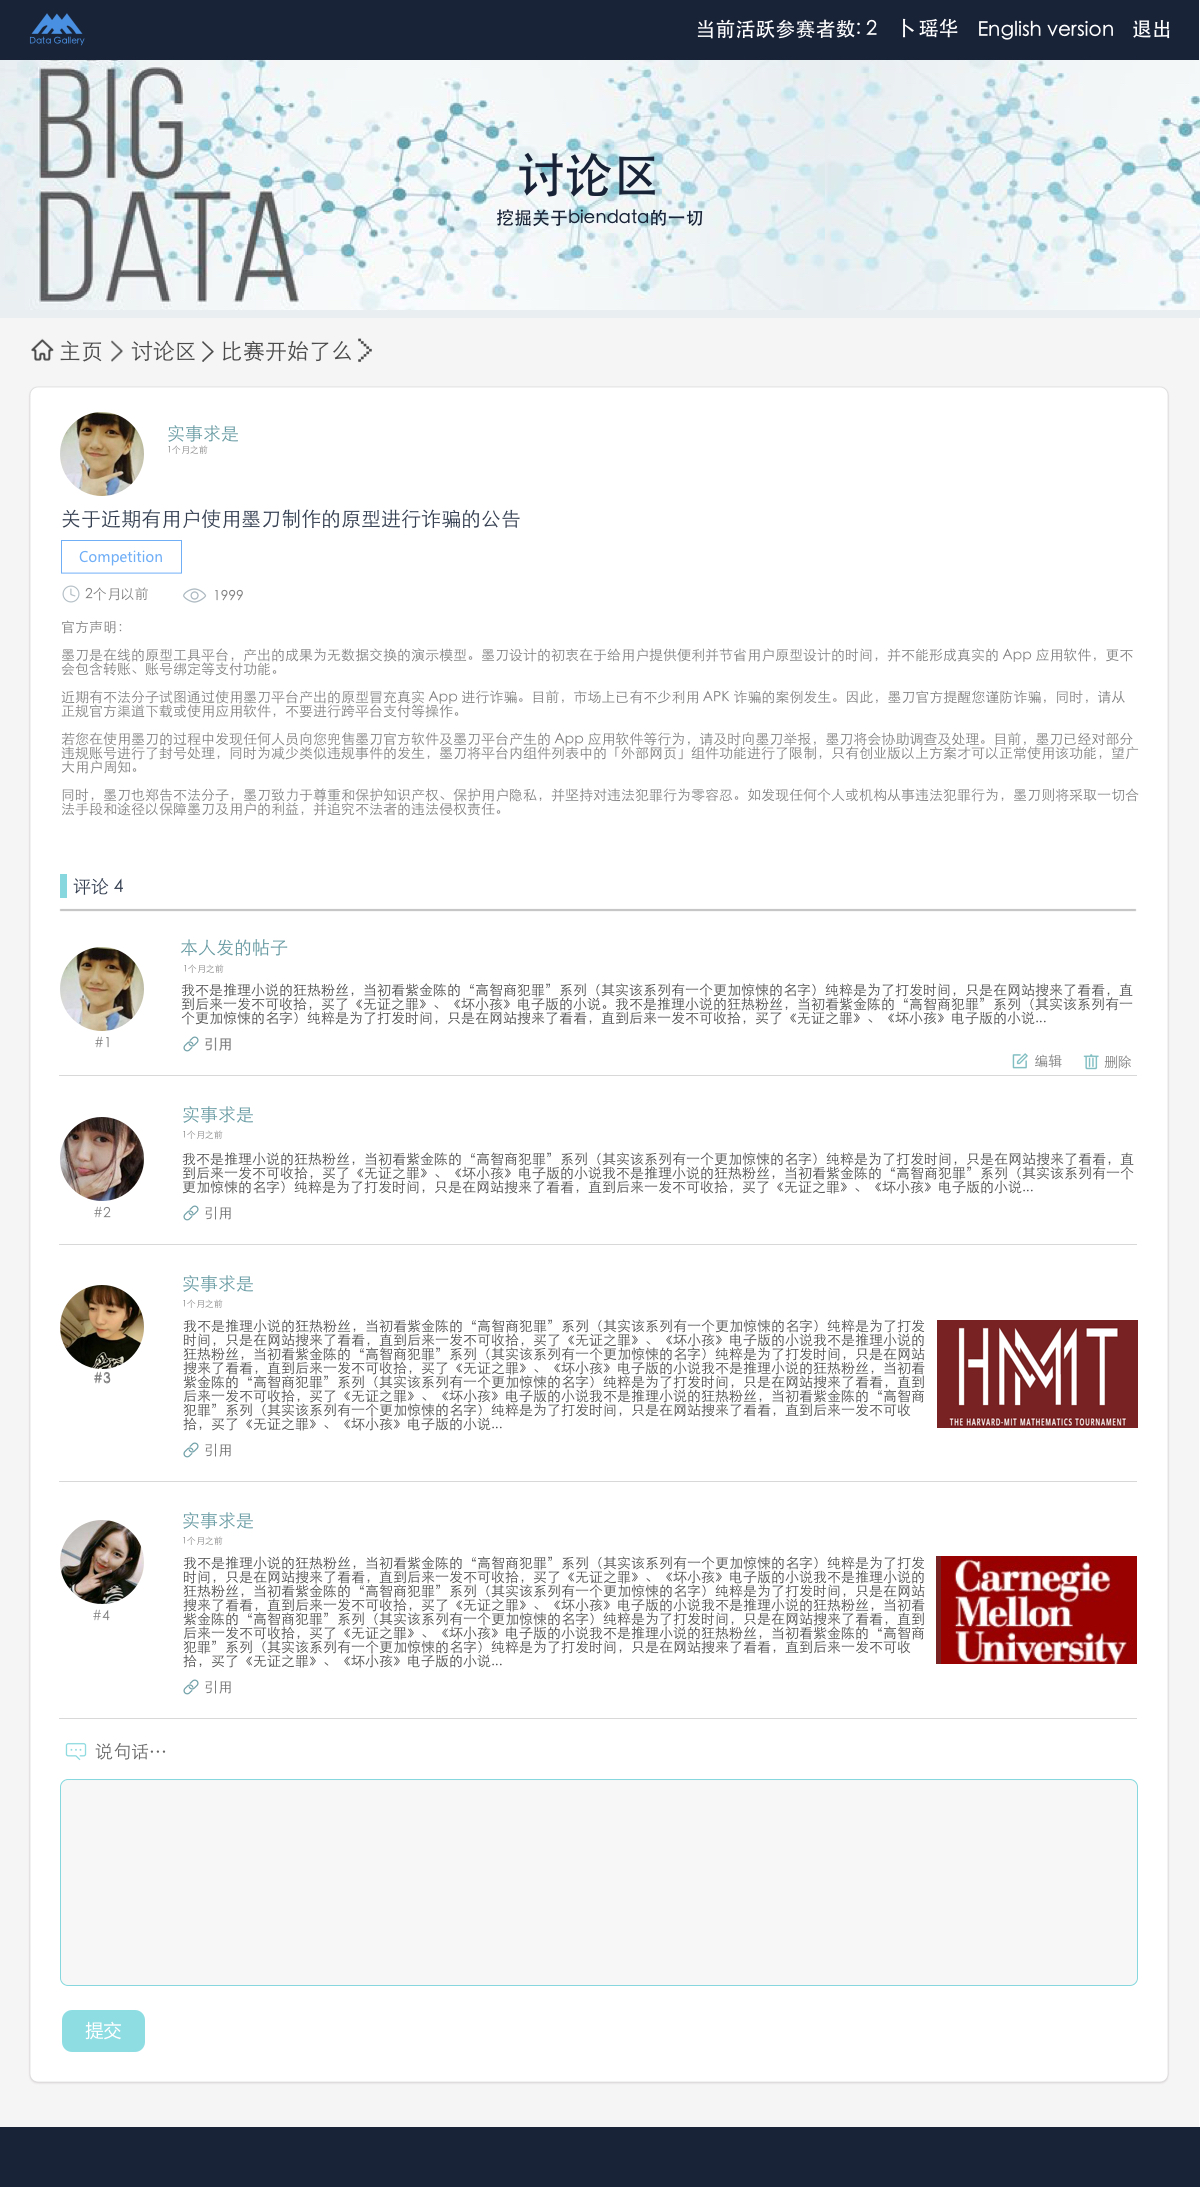 Data Gallery
当前活跃参赛者数: 2 卜瑶华 English version 退出
BIG
DATA
讨论区
挖掘关于biendata的一切
主页 > 讨论区 > 比赛开始了么 >
实事求是
1个月之前
关于近期有用户使用墨刀制作的原型进行诈骗的公告
Competition
2个月以前 1999
官方声明：
墨刀是在线的原型工具平台，产出的成果为无数据交换的演示模型。墨刀设计的初衷在于给用户提供便利并节省用户原型设计的时间，并不能形成真实的 App 应用软件，更不
会包含转账、账号绑定等支付功能。
近期有不法分子试图通过使用墨刀平台产出的原型冒充真实 App 进行诈骗。目前，市场上已有不少利用 APK 诈骗的案例发生。因此，墨刀官方提醒您谨防诈骗，同时，请从
正规官方渠道下载或使用应用软件，不要进行跨平台支付等操作。
若您在使用墨刀的过程中发现任何人员向您兜售墨刀官方软件及墨刀平台产生的 App 应用软件等行为，请及时向墨刀举报，墨刀将会协助调查及处理。目前，墨刀已经对部分
违规账号进行了封号处理，同时为减少类似违规事件的发生，墨刀将平台内组件列表中的「外部网页」组件功能进行了限制，只有创业版以上方案才可以正常使用该功能，望广
大用户周知。
同时，墨刀也郑告不法分子，墨刀致力于尊重和保护知识产权、保护用户隐私，并坚持对违法犯罪行为零容忍。如发现任何个人或机构从事违法犯罪行为，墨刀则将采取一切合
法手段和途径以保障墨刀及用户的利益，并追究不法者的违法侵权责任。
评论 4
本人发的帖子
1个月之前
我不是推理小说的狂热粉丝，当初看紫金陈的“高智商犯罪”系列（其实该系列有一个更加惊悚的名字）纯粹是为了打发时间，只是在网站搜来了看看，直
到后来一发不可收拾，买了《无证之罪》、《坏小孩》电子版的小说。我不是推理小说的狂热粉丝，当初看紫金陈的“高智商犯罪”系列（其实该系列有一
个更加惊悚的名字）纯粹是为了打发时间，只是在网站搜来了看看，直到后来一发不可收拾，买了《无证之罪》、《坏小孩》电子版的小说...
#1
引用
编辑 删除
实事求是
1个月之前
我不是推理小说的狂热粉丝，当初看紫金陈的“高智商犯罪”系列（其实该系列有一个更加惊悚的名字）纯粹是为了打发时间，只是在网站搜来了看看，直
到后来一发不可收拾，买了《无证之罪》、《坏小孩》电子版的小说我不是推理小说的狂热粉丝，当初看紫金陈的“高智商犯罪”系列（其实该系列有一个
更加惊悚的名字）纯粹是为了打发时间，只是在网站搜来了看看，直到后来一发不可收拾，买了《无证之罪》、《坏小孩》电子版的小说...
#2
引用
实事求是
1个月之前
我不是推理小说的狂热粉丝，当初看紫金陈的“高智商犯罪”系列（其实该系列有一个更加惊悚的名字）纯粹是为了打发
时间，只是在网站搜来了看看，直到后来一发不可收拾，买了《无证之罪》、《坏小孩》电子版的小说我不是推理小说的
狂热粉丝，当初看紫金陈的“高智商犯罪”系列（其实该系列有一个更加惊悚的名字）纯粹是为了打发时间，只是在网站
搜来了看看，直到后来一发不可收拾，买了《无证之罪》、《坏小孩》电子版的小说我不是推理小说的狂热粉丝，当初看
紫金陈的“高智商犯罪”系列（其实该系列有一个更加惊悚的名字）纯粹是为了打发时间，只是在网站搜来了看看，直到
后来一发不可收拾，买了《无证之罪》、《坏小孩》电子版的小说我不是推理小说的狂热粉丝，当初看紫金陈的“高智商
犯罪”系列（其实该系列有一个更加惊悚的名字）纯粹是为了打发时间，只是在网站搜来了看看，直到后来一发不可收
拾，买了《无证之罪》、《坏小孩》电子版的小说...
#3
HMMT
THE HARVARD-MIT MATHEMATICS TOURNAMENT
引用
实事求是
1个月之前
我不是推理小说的狂热粉丝，当初看紫金陈的“高智商犯罪”系列（其实该系列有一个更加惊悚的名字）纯粹是为了打发
时间，只是在网站搜来了看看，直到后来一发不可收拾，买了《无证之罪》、《坏小孩》电子版的小说我不是推理小说的
狂热粉丝，当初看紫金陈的“高智商犯罪”系列（其实该系列有一个更加惊悚的名字）纯粹是为了打发时间，只是在网站
搜来了看看，直到后来一发不可收拾，买了《无证之罪》、《坏小孩》电子版的小说我不是推理小说的狂热粉丝，当初看
紫金陈的“高智商犯罪”系列（其实该系列有一个更加惊悚的名字）纯粹是为了打发时间，只是在网站搜来了看看，直到
后来一发不可收拾，买了《无证之罪》、《坏小孩》电子版的小说我不是推理小说的狂热粉丝，当初看紫金陈的“高智商
犯罪”系列（其实该系列有一个更加惊悚的名字）纯粹是为了打发时间，只是在网站搜来了看看，直到后来一发不可收
拾，买了《无证之罪》、《坏小孩》电子版的小说...
#4
Carnegie
Mellon
University
引用
说句话…
提交